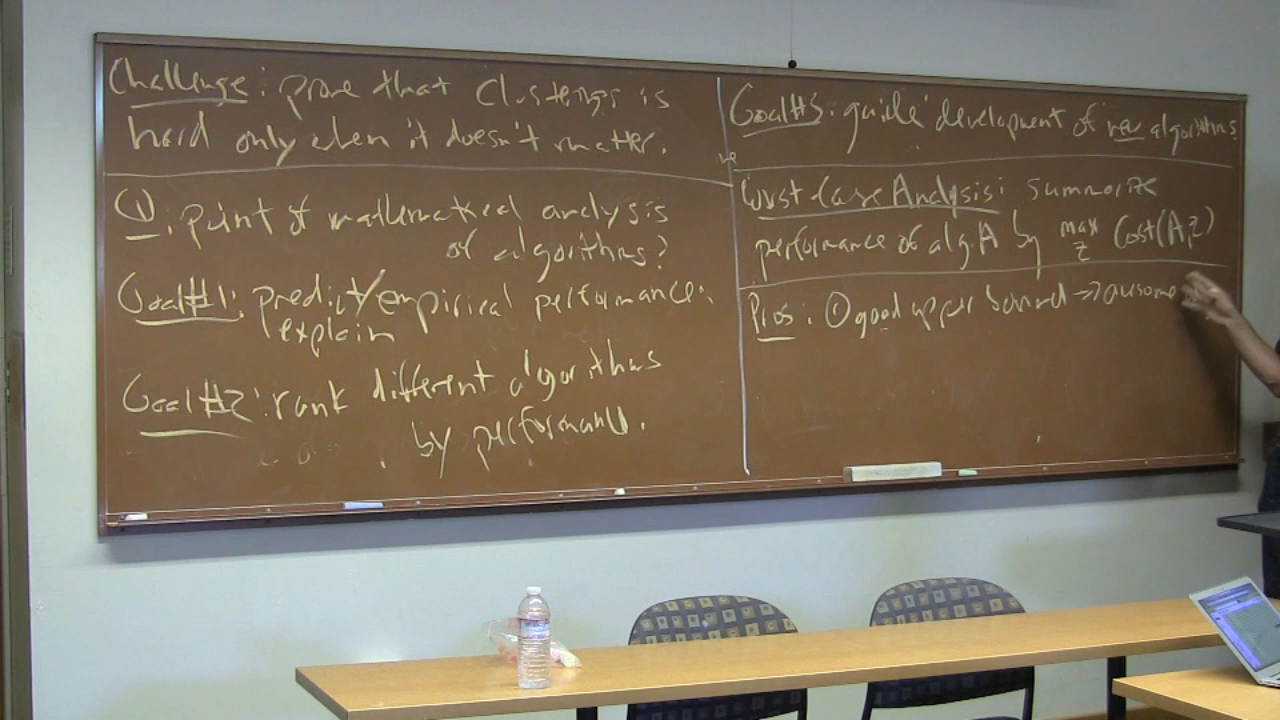 Challenge: prove that clusterings is
hard only when it doesn't matter.
Q: point of mathematical analysis
of algorithms?
Goal #1: predict/empirical performance.
explain
Goal #2: rank different algorithms
by performance.
Goal #3: guide development of new algorithms.
Worst-Case Analysis: summarize
performance of alg. A by max Cost(A,z)
z
Pros: ① good upper bound → awesome